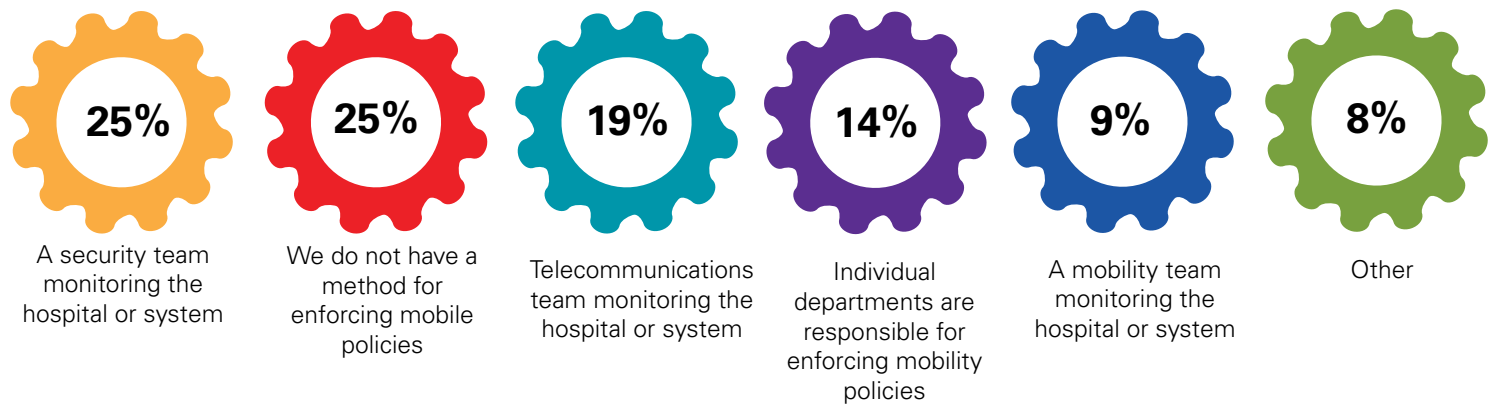 25%
A security team
monitoring the
hospital or system
25%
We do not have a
method for
enforcing mobile
policies
19%
Telecommunications
team monitoring the
hospital or system
14%
Individual
departments are
responsible for
enforcing mobility
policies
9%
A mobility team
monitoring the
hospital or system
8%
Other